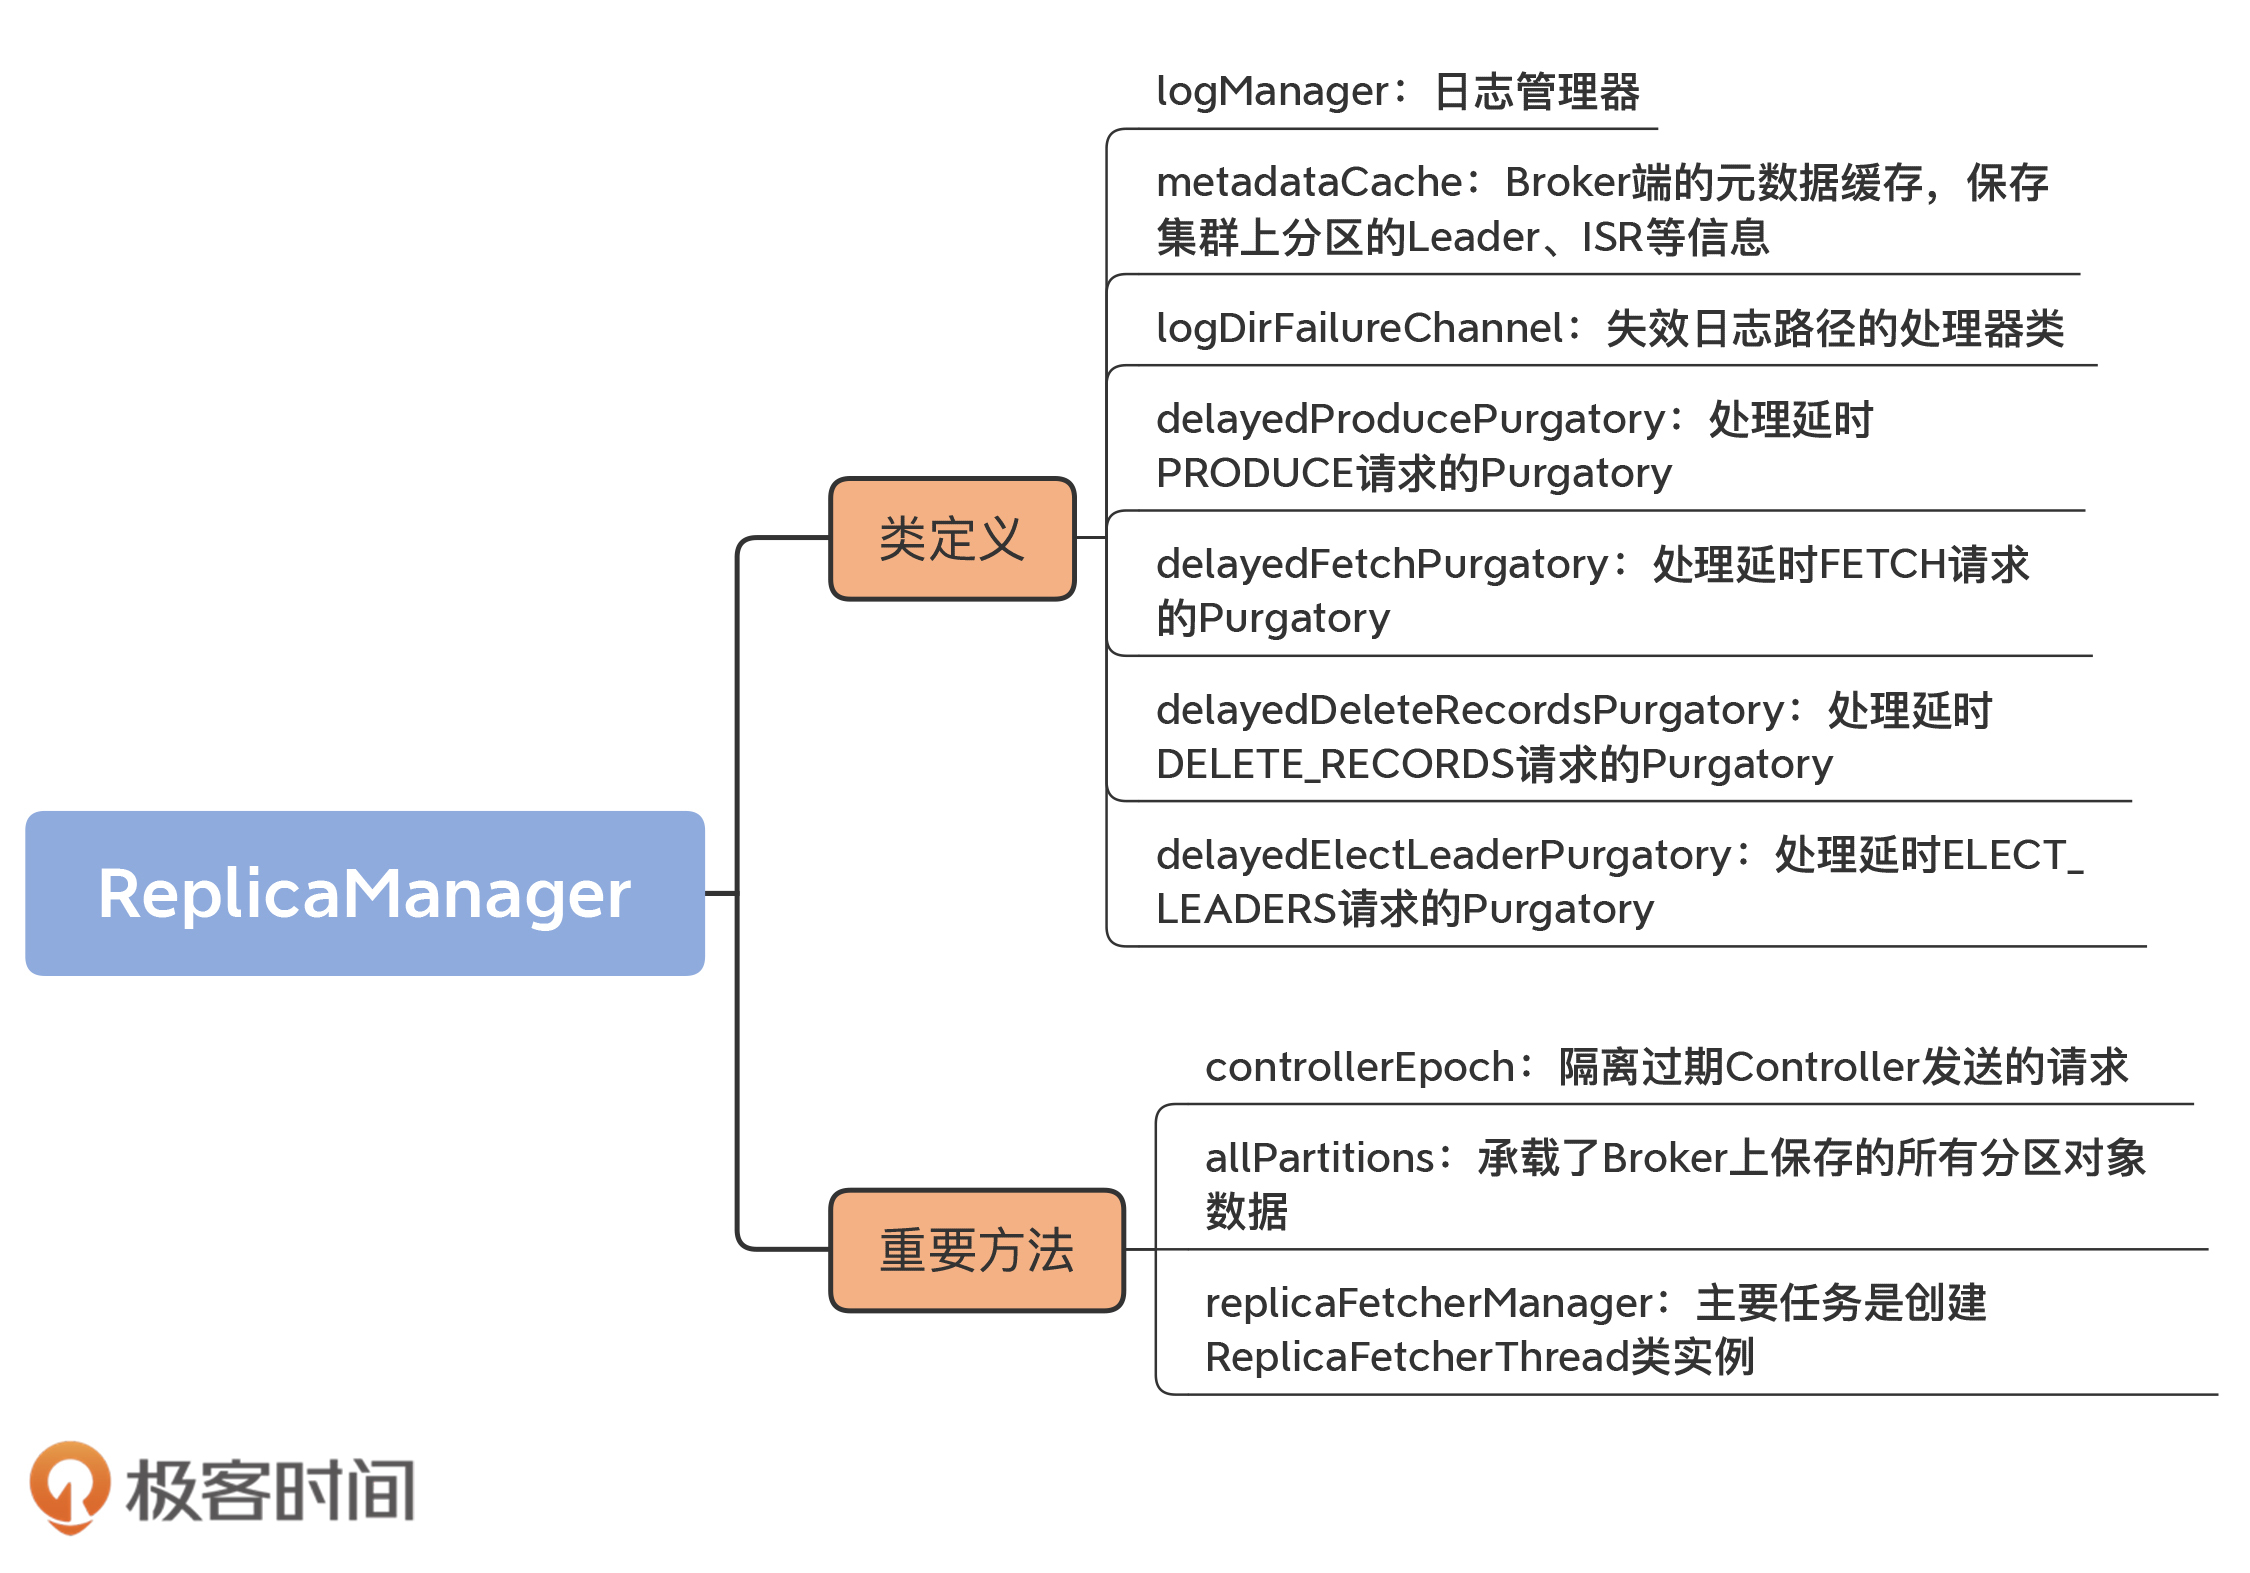 logManager：日志管理器
metadataCache：Broker端的元数据缓存，保存
集群上分区的Leader、ISR等信息
logDirFailureChannel：失效日志路径的处理器类
delayedProducePurgatory：处理延时
PRODUCE请求的Purgatory
类定义
delayedFetchPurgatory：处理延时FETCH请求
的Purgatory
delayedDeleteRecordsPurgatory：处理延时
DELETE_RECORDS请求的Purgatory
delayedElectLeaderPurgatory：处理延时ELECT_
LEADERS请求的Purgatory
ReplicaManager
controllerEpoch：隔离过期Controller发送的请求
allPartitions：承载了Broker上保存的所有分区对象
数据
重要方法
replicaFetcherManager：主要任务是创建
ReplicaFetcherThread类实例
极客时间